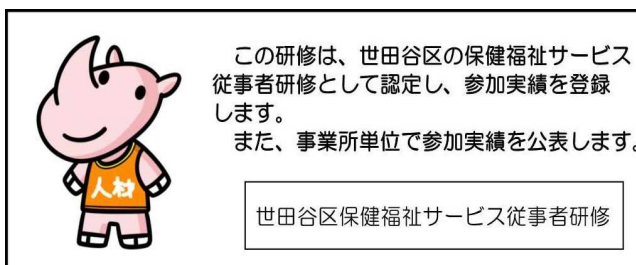 この研修は、世田谷区の保健福祉サービス
従事者研修として認定し、参加実績を登録
します。
また、事業所単位で参加実績を公表します。
人材
世田谷区保健福祉サービス従事者研修